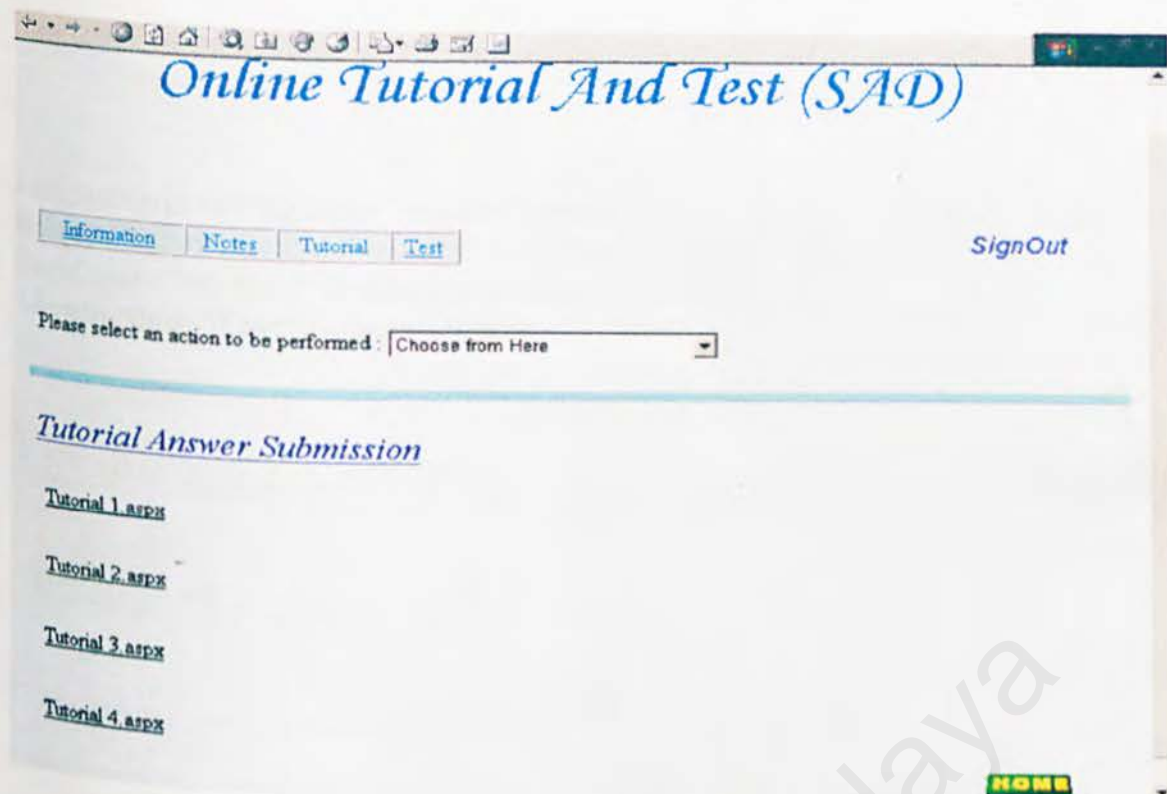 Online Tutorial And Test (SAD)
Information Notes Tutorial Test
SignOut
Please select an action to be performed : Choose from Here
Tutorial Answer Submission
Tutorial 1.aspx
Tutorial 2.aspx
Tutorial 3.aspx
Tutorial 4.aspx
HOME